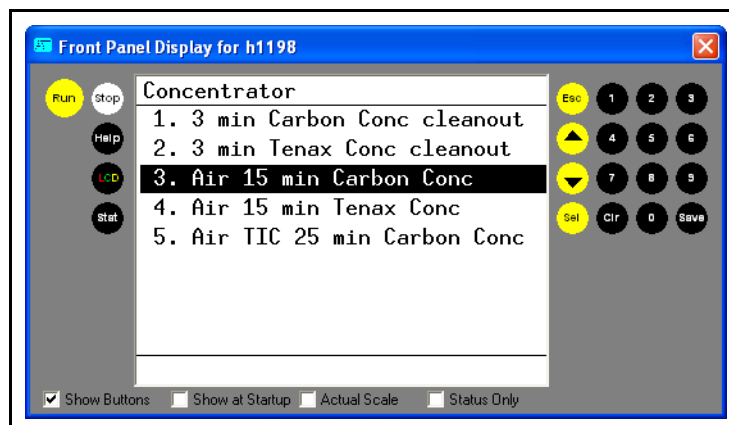 Front Panel Display for h1198
Run Stop Concentrator Esc 1 2 3
1. 3 min Carbon Conc cleanout
Help 2. 3 min Tenax Conc cleanout 4 5 6
LCD 3. Air 15 min Carbon Conc 7 8 9
Stat 4. Air 15 min Tenax Conc Sel Clr 0 Save
5. Air TIC 25 min Carbon Conc
Show Buttons Show at Startup Actual Scale Status Only